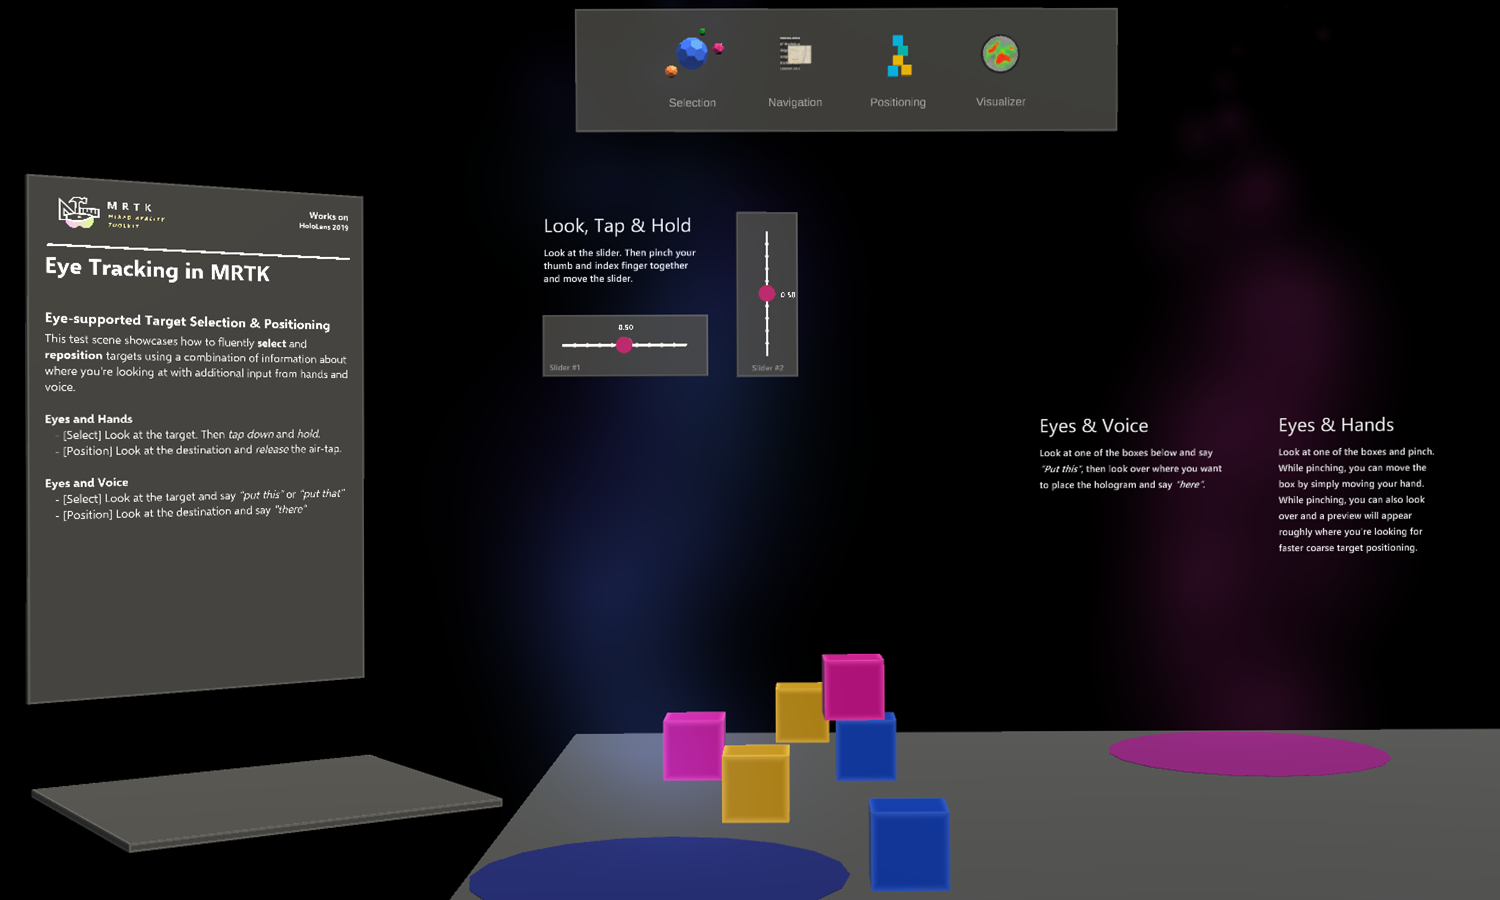 Selection
Navigation
Positioning
Visualizer
MRTK
MIXED REALITY
TOOLKIT
Works on
HoloLens 2019
Eye Tracking in MRTK
Eye-supported Target Selection & Positioning
This test scene showcases how to fluently select and
reposition targets using a combination of information about
where you're looking at with additional input from hands and
voice.
Eyes and Hands
- [Select] Look at the target. Then tap down and hold.
- [Position] Look at the destination and release the air-tap.
Eyes and Voice
- [Select] Look at the target and say "put this" or "put that"
- [Position] Look at the destination and say "there"
Look, Tap & Hold
Look at the slider. Then pinch your
thumb and index finger together
and move the slider.
0.50
Slider #1
0.50
Slider #2
Eyes & Voice
Look at one of the boxes below and say
"Put this", then look over where you want
to place the hologram and say "here".
Eyes & Hands
Look at one of the boxes and pinch.
While pinching, you can move the
box by simply moving your hand.
While pinching, you can also look
over and a preview will appear
roughly where you're looking for
faster coarse target positioning.